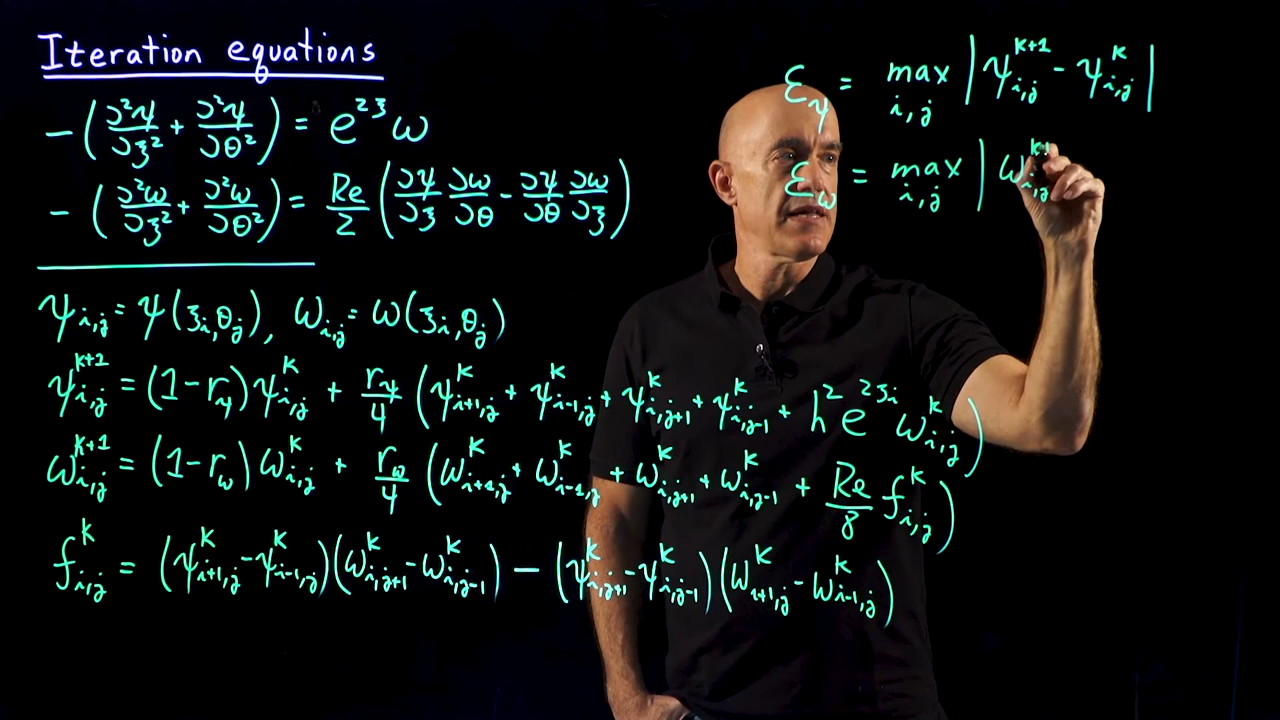 Iteration equations
−(∂²ψ/∂ξ² + ∂²ψ/∂θ²) = e^{2ξ} ω
−(∂²ω/∂ξ² + ∂²ω/∂θ²) = Re/2 (∂ψ/∂ξ ∂ω/∂θ − ∂ψ/∂θ ∂ω/∂ξ)
ψ_{i,j} = ψ(ξ_i, θ_j), ω_{i,j} = ω(ξ_i, θ_j)
ψ^{k+1}_{i,j} = (1−r_ψ) ψ^k_{i,j} + r_ψ/4 (ψ^k_{i+1,j} + ψ^k_{i−1,j} + ψ^k_{i,j+1} + ψ^k_{i,j−1} + h² e^{2ξ_i} ω^k_{i,j})
ω^{k+1}_{i,j} = (1−r_ω) ω^k_{i,j} + r_ω/4 (ω^k_{i+1,j} + ω^k_{i−1,j} + ω^k_{i,j+1} + ω^k_{i,j−1} + Re/8 f^k_{i,j})
f^k_{i,j} = (ψ^k_{i+1,j} − ψ^k_{i−1,j})(ω^k_{i,j+1} − ω^k_{i,j−1}) − (ψ^k_{i,j+1} − ψ^k_{i,j−1})(ω^k_{i+1,j} − ω^k_{i−1,j})
ε_ψ = max_{i,j} |ψ^{k+1}_{i,j} − ψ^k_{i,j}|
ε_ω = max_{i,j} | ω^{k+1}_{i,j}